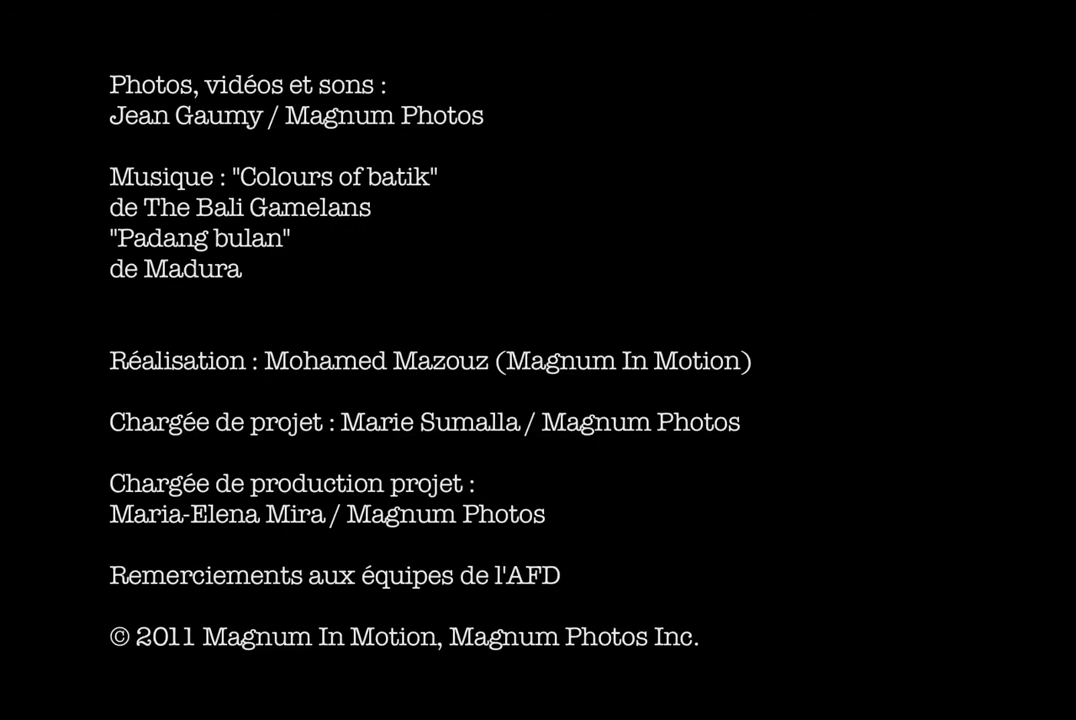 Photos, vidéos et sons :
Jean Gaumy / Magnum Photos
Musique : "Colours of batik"
de The Bali Gamelans
"Padang bulan"
de Madura
Réalisation : Mohamed Mazouz (Magnum In Motion)
Chargée de projet : Marie Sumalla / Magnum Photos
Chargée de production projet :
Maria-Elena Mira / Magnum Photos
Remerciements aux équipes de l'AFD
© 2011 Magnum In Motion, Magnum Photos Inc.